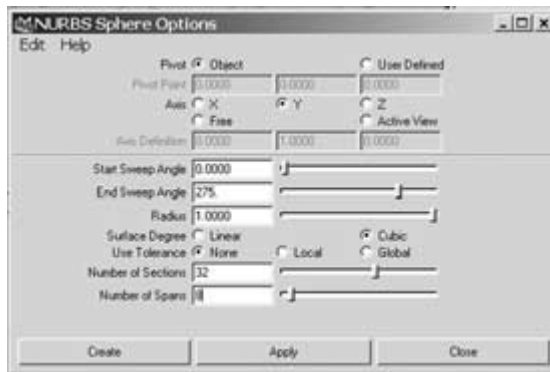 NURBS Sphere Options
Edit Help
Pivot Object User Defined
Pivot Point 0.0000 0.0000 0.0000
Axis X Y Z
Free Active View
Axis Definition 0.0000 1.0000 0.0000
Start Sweep Angle 0.0000
End Sweep Angle 275.
Radius 1.0000
Surface Degree Linear Cubic
Use Tolerance None Local Global
Number of Sections 32
Number of Spans
Create Apply Close